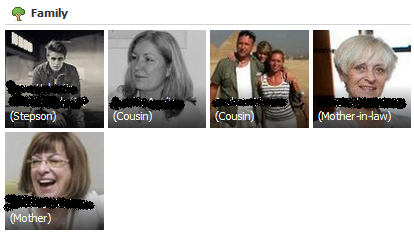 Family
(Stepson)
(Cousin)
(Cousin)
(Mother-in-law)
(Mother)